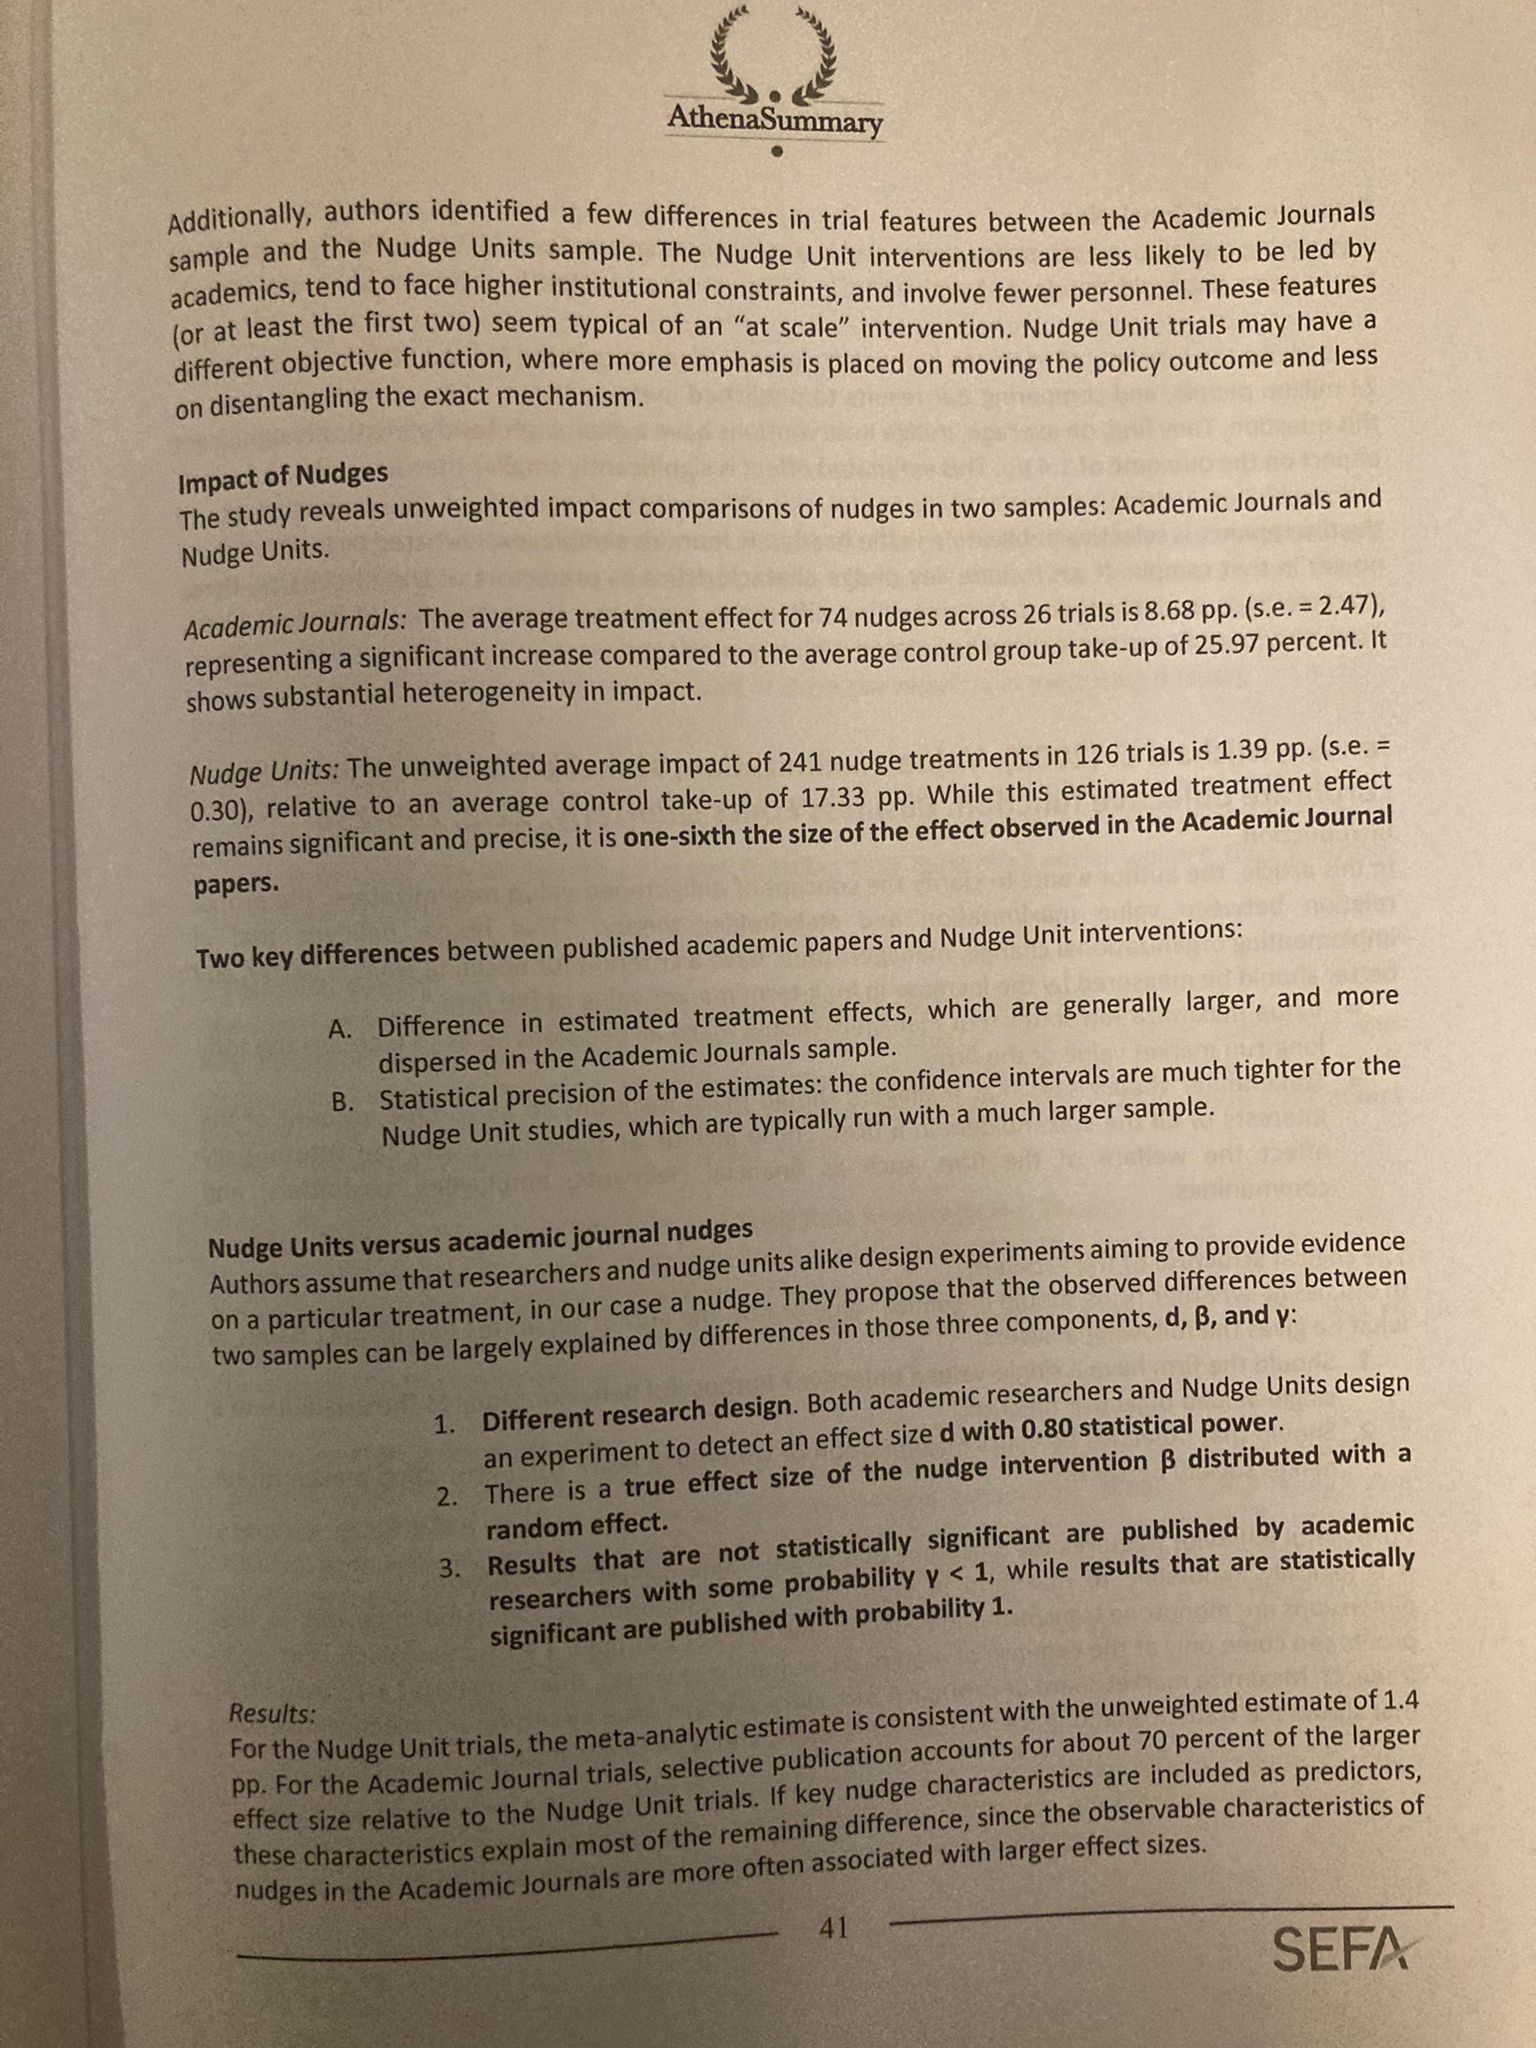 AthenaSummary
Additionally, authors identified a few differences in trial features between the Academic Journals
sample and the Nudge Units sample. The Nudge Unit interventions are less likely to be led by
academics, tend to face higher institutional constraints, and involve fewer personnel. These features
(or at least the first two) seem typical of an “at scale” intervention. Nudge Unit trials may have a
different objective function, where more emphasis is placed on moving the policy outcome and less
on disentangling the exact mechanism.
Impact of Nudges
The study reveals unweighted impact comparisons of nudges in two samples: Academic Journals and
Nudge Units.
Academic Journals: The average treatment effect for 74 nudges across 26 trials is 8.68 pp. (s.e. = 2.47),
representing a significant increase compared to the average control group take-up of 25.97 percent. It
shows substantial heterogeneity in impact.
Nudge Units: The unweighted average impact of 241 nudge treatments in 126 trials is 1.39 pp. (s.e. =
0.30), relative to an average control take-up of 17.33 pp. While this estimated treatment effect
remains significant and precise, it is one-sixth the size of the effect observed in the Academic Journal
papers.
Two key differences between published academic papers and Nudge Unit interventions:
A. Difference in estimated treatment effects, which are generally larger, and more
dispersed in the Academic Journals sample.
B. Statistical precision of the estimates: the confidence intervals are much tighter for the
Nudge Unit studies, which are typically run with a much larger sample.
Nudge Units versus academic journal nudges
Authors assume that researchers and nudge units alike design experiments aiming to provide evidence
on a particular treatment, in our case a nudge. They propose that the observed differences between
two samples can be largely explained by differences in those three components, d, β, and γ:
1. Different research design. Both academic researchers and Nudge Units design
an experiment to detect an effect size d with 0.80 statistical power.
2. There is a true effect size of the nudge intervention β distributed with a
random effect.
3. Results that are not statistically significant are published by academic
researchers with some probability γ < 1, while results that are statistically
significant are published with probability 1.
Results:
For the Nudge Unit trials, the meta-analytic estimate is consistent with the unweighted estimate of 1.4
pp. For the Academic Journal trials, selective publication accounts for about 70 percent of the larger
effect size relative to the Nudge Unit trials. If key nudge characteristics are included as predictors,
these characteristics explain most of the remaining difference, since the observable characteristics of
nudges in the Academic Journals are more often associated with larger effect sizes.
41
SEFA